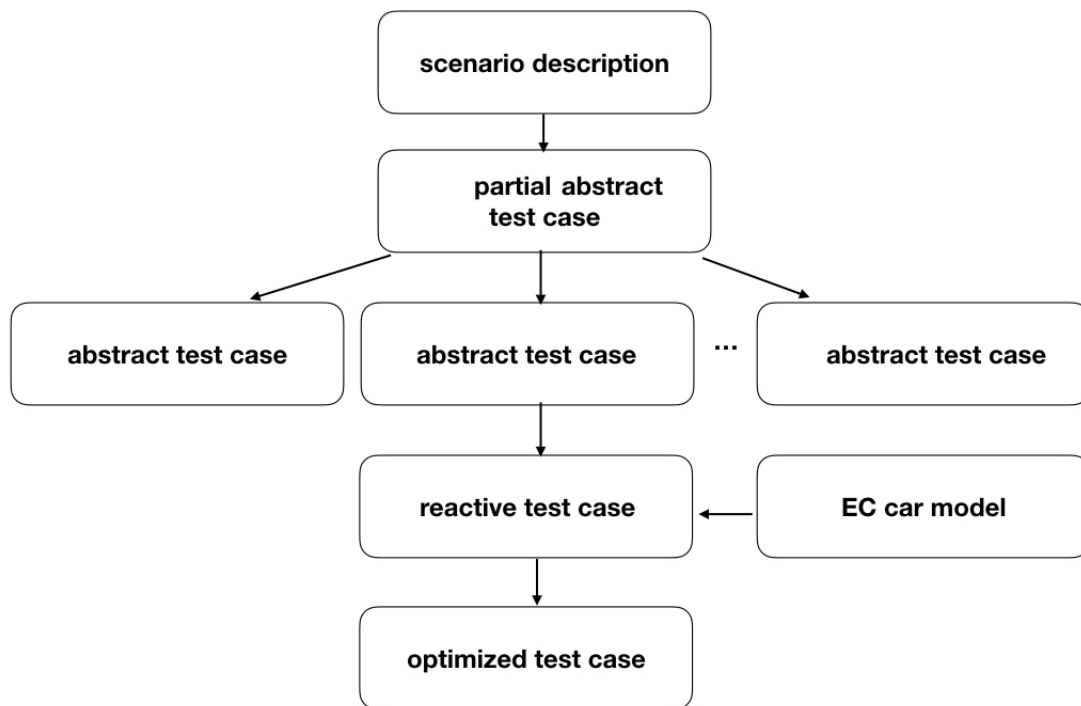 scenario description
partial abstract
test case
abstract test case
abstract test case
...
abstract test case
reactive test case
EC car model
optimized test case